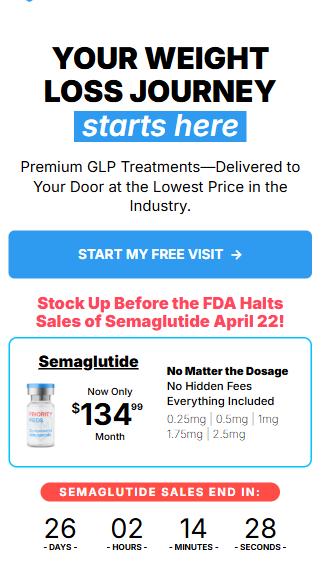 YOUR WEIGHT
LOSS JOURNEY
starts here
Premium GLP Treatments—Delivered to
Your Door at the Lowest Price in the
Industry.
START MY FREE VISIT →
Stock Up Before the FDA Halts
Sales of Semaglutide April 22!
Semaglutide
Now Only
$134.99
Month
PRIORITY
MEDS
No Matter the Dosage
No Hidden Fees
Everything Included
0.25mg | 0.5mg | 1mg
1.75mg | 2.5mg
SEMAGLUTIDE SALES END IN:
26 02 14 28
- DAYS - - HOURS - - MINUTES - - SECONDS -